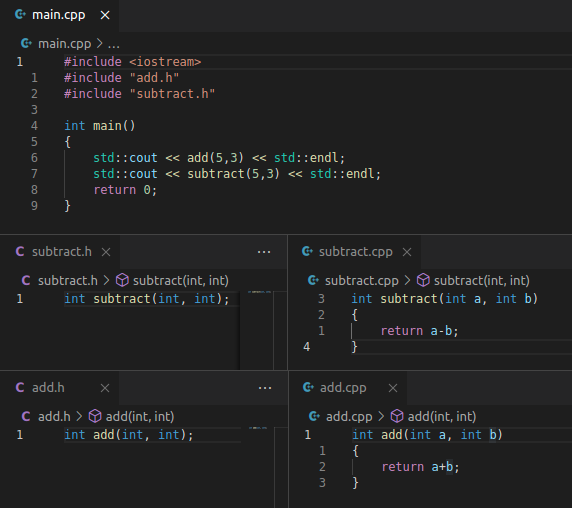 main.cpp ×
main.cpp > ...
1 #include <iostream>
1 #include "add.h"
2 #include "subtract.h"
3
4 int main()
5 {
6 std::cout << add(5,3) << std::endl;
7 std::cout << subtract(5,3) << std::endl;
8 return 0;
9 }
C subtract.h × ...
C subtract.h > subtract(int, int)
1 int subtract(int, int);
subtract.cpp ×
subtract.cpp > subtract(int, int)
3 int subtract(int a, int b)
2 {
1 return a-b;
4 }
C add.h × ...
C add.h > add(int, int)
1 int add(int, int);
add.cpp ×
add.cpp > add(int, int)
1 int add(int a, int b)
1 {
2 return a+b;
3 }